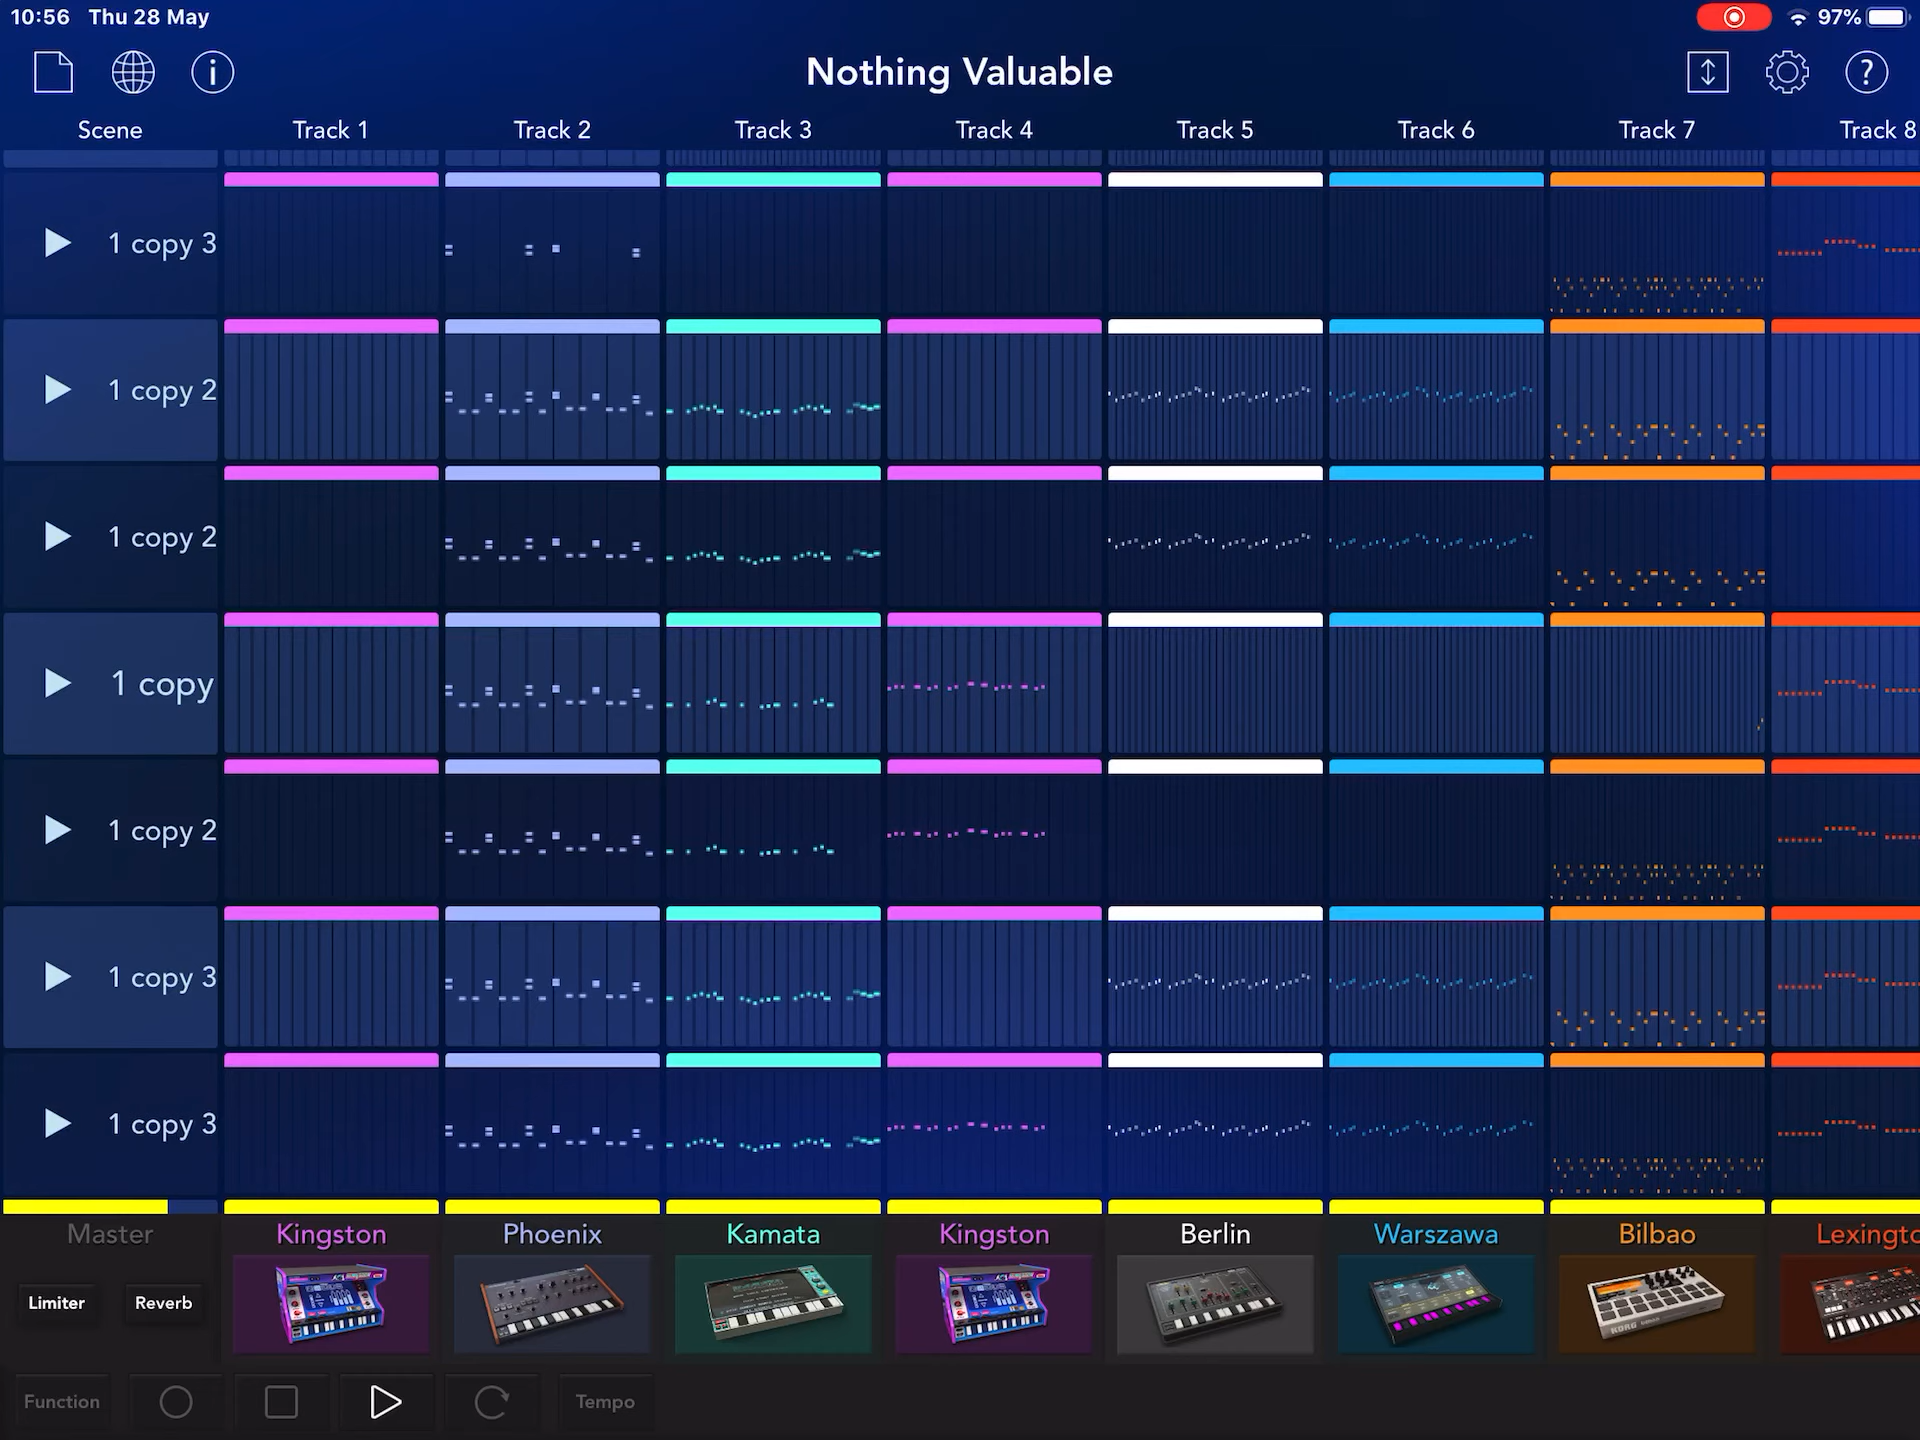 10:56 Thu 28 May
97%
Nothing Valuable
Scene Track 1 Track 2 Track 3 Track 4 Track 5 Track 6 Track 7 Track 8
1 copy 3
1 copy 2
1 copy 2
1 copy
1 copy 2
1 copy 3
1 copy 3
Master Kingston Phoenix Kamata Kingston Berlin Warszawa Bilbao Lexingto
Limiter Reverb
KORG
Function Tempo